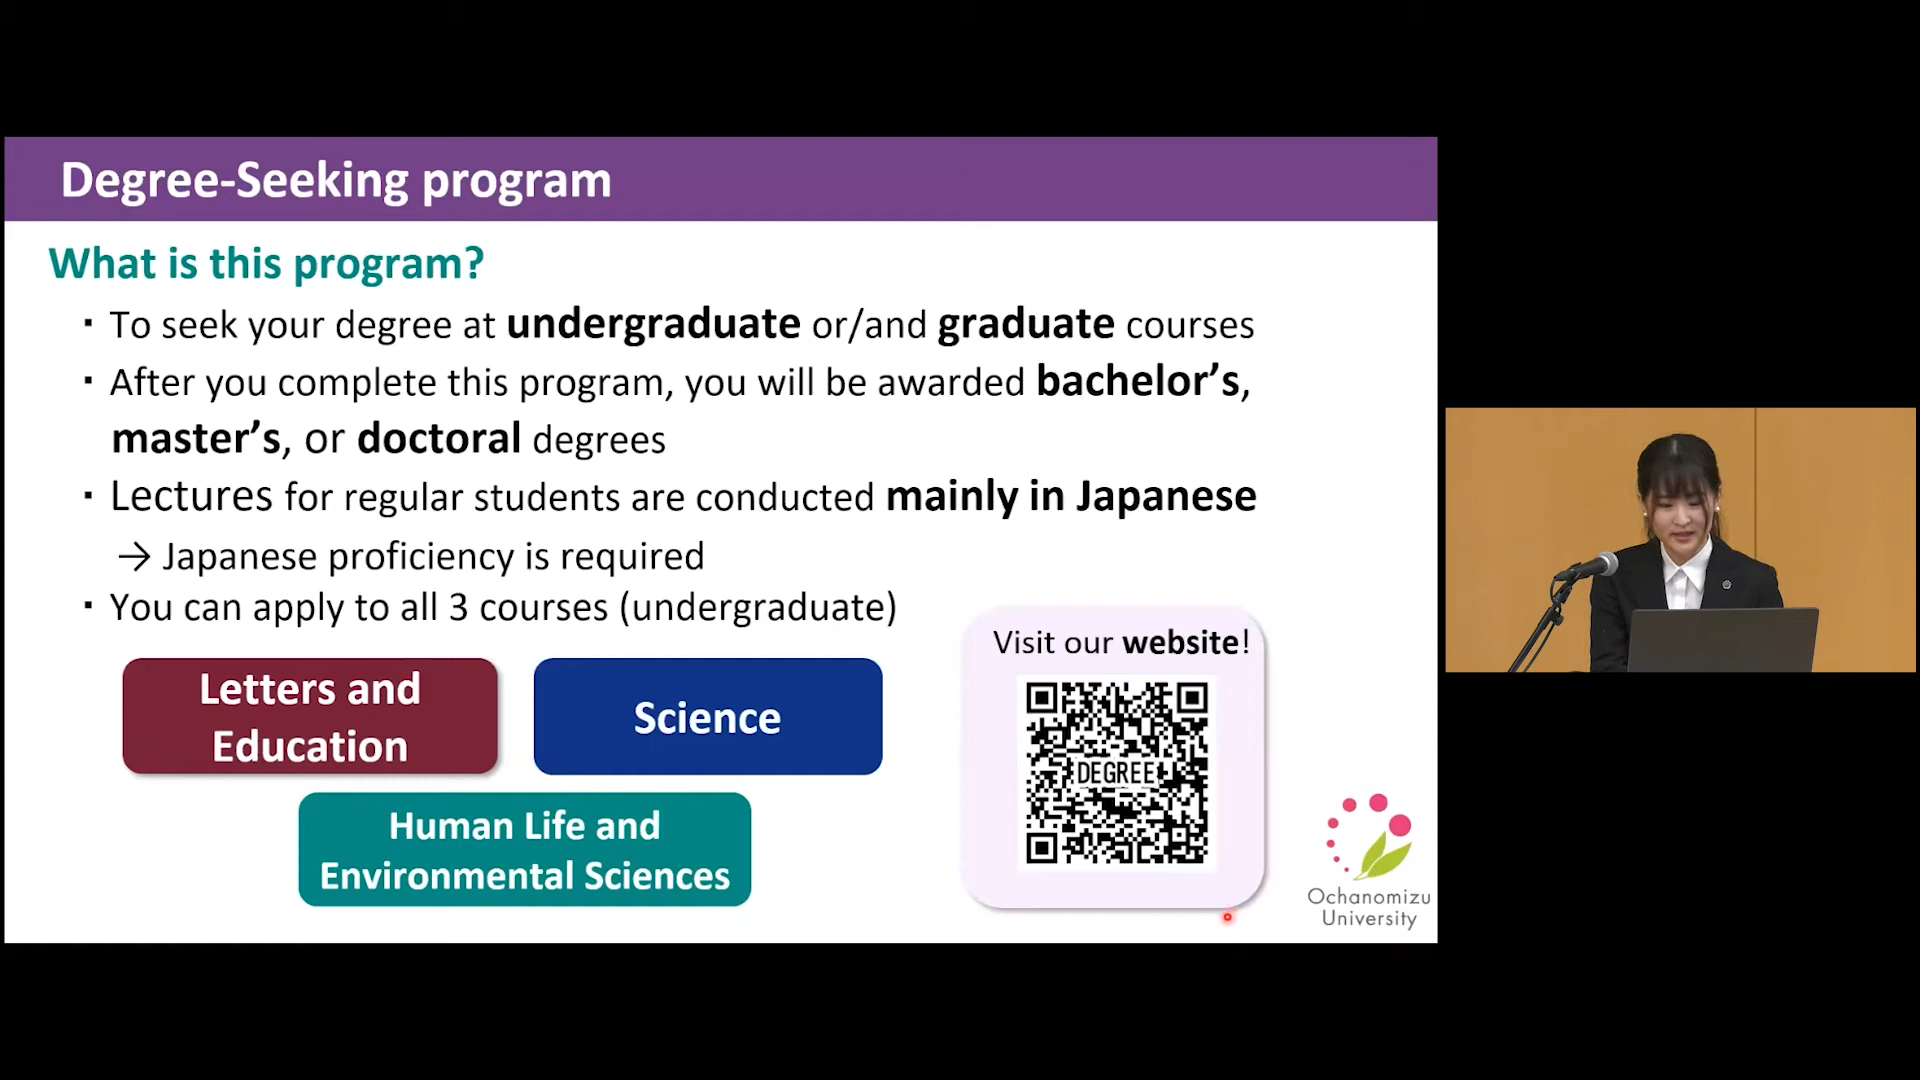 Degree-Seeking program
What is this program?
・To seek your degree at undergraduate or/and graduate courses
・After you complete this program, you will be awarded bachelor’s,
master’s, or doctoral degrees
・Lectures for regular students are conducted mainly in Japanese
→ Japanese proficiency is required
・You can apply to all 3 courses (undergraduate)
Letters and
Education
Science
Human Life and
Environmental Sciences
Visit our website!
DEGREE
Ochanomizu
University